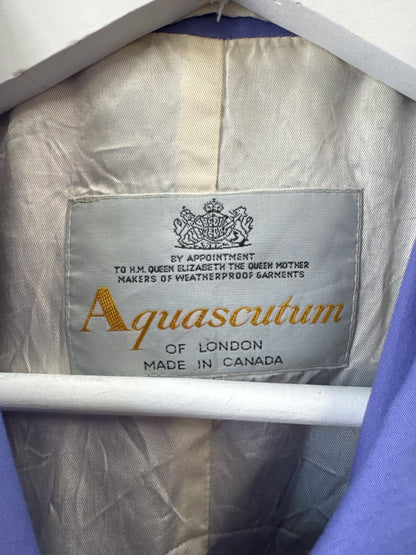 BY APPOINTMENT
TO H.M. QUEEN ELIZABETH THE QUEEN MOTHER
MAKERS OF WEATHERPROOF GARMENTS
Aquascutum
OF LONDON
MADE IN CANADA